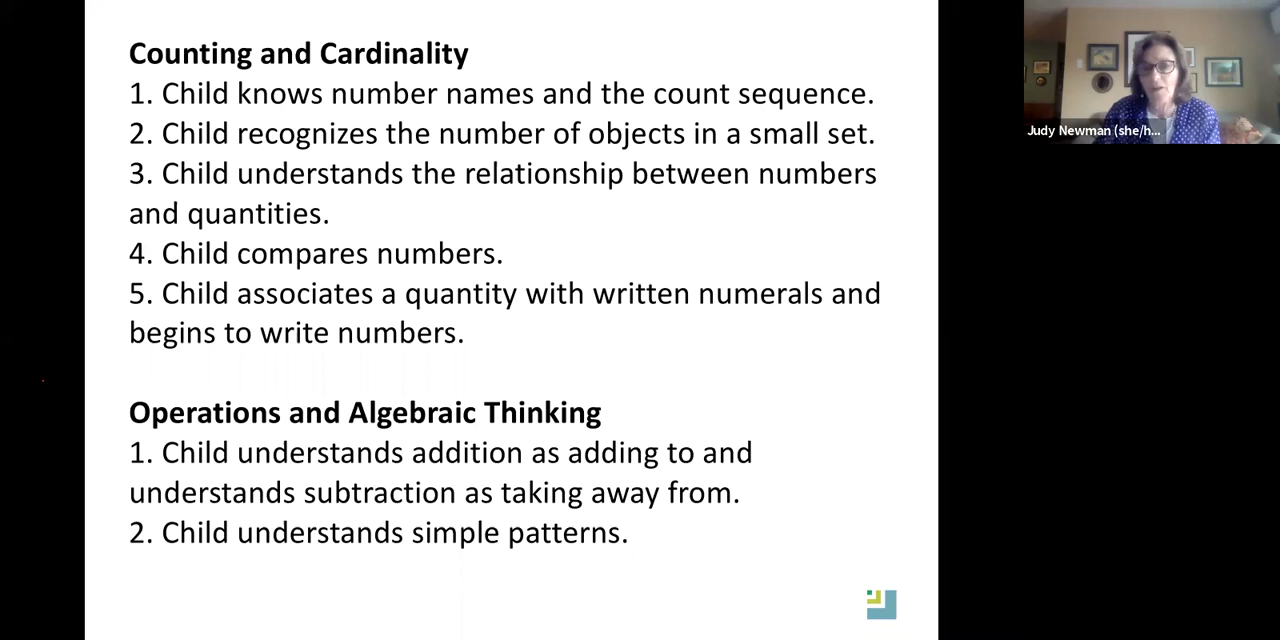 Counting and Cardinality
1. Child knows number names and the count sequence.
2. Child recognizes the number of objects in a small set.
3. Child understands the relationship between numbers
and quantities.
4. Child compares numbers.
5. Child associates a quantity with written numerals and
begins to write numbers.
Operations and Algebraic Thinking
1. Child understands addition as adding to and
understands subtraction as taking away from.
2. Child understands simple patterns.
Judy Newman (she/h...